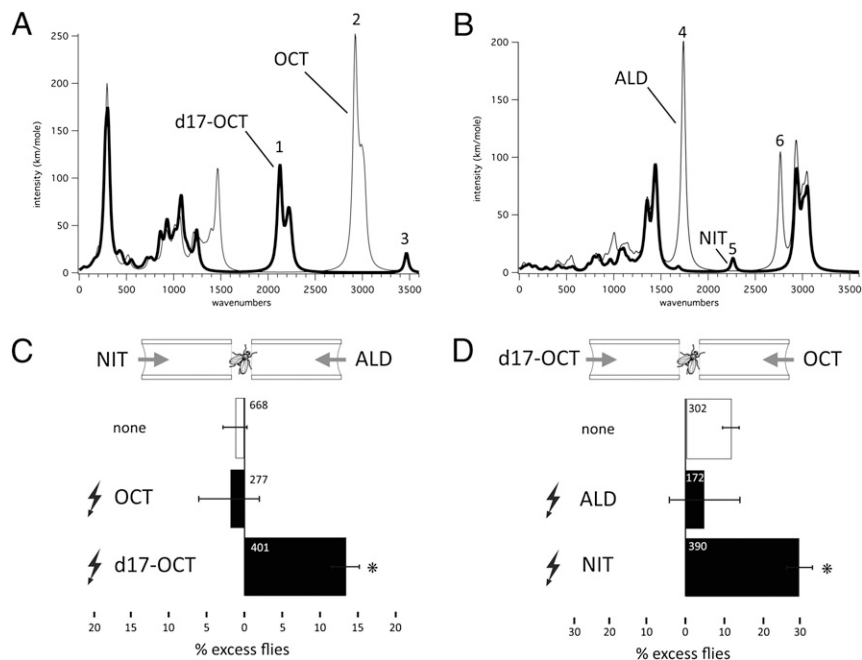 A
250
200
150
100
50
0
intensity (km/mole)
0 500 1000 1500 2000 2500 3000 3500
wavenumbers
d17-OCT
OCT
1
2
3
B
200
150
100
50
0
intensity (km/mole)
0 500 1000 1500 2000 2500 3000 3500
wavenumbers
ALD
NIT
4
5
6
C
NIT ALD
none 668
OCT 277
d17-OCT 401 *
20 15 10 5 0 5 10 15 20
% excess flies
D
d17-OCT OCT
none 302
ALD 172
NIT 390 *
30 20 10 0 10 20 30
% excess flies